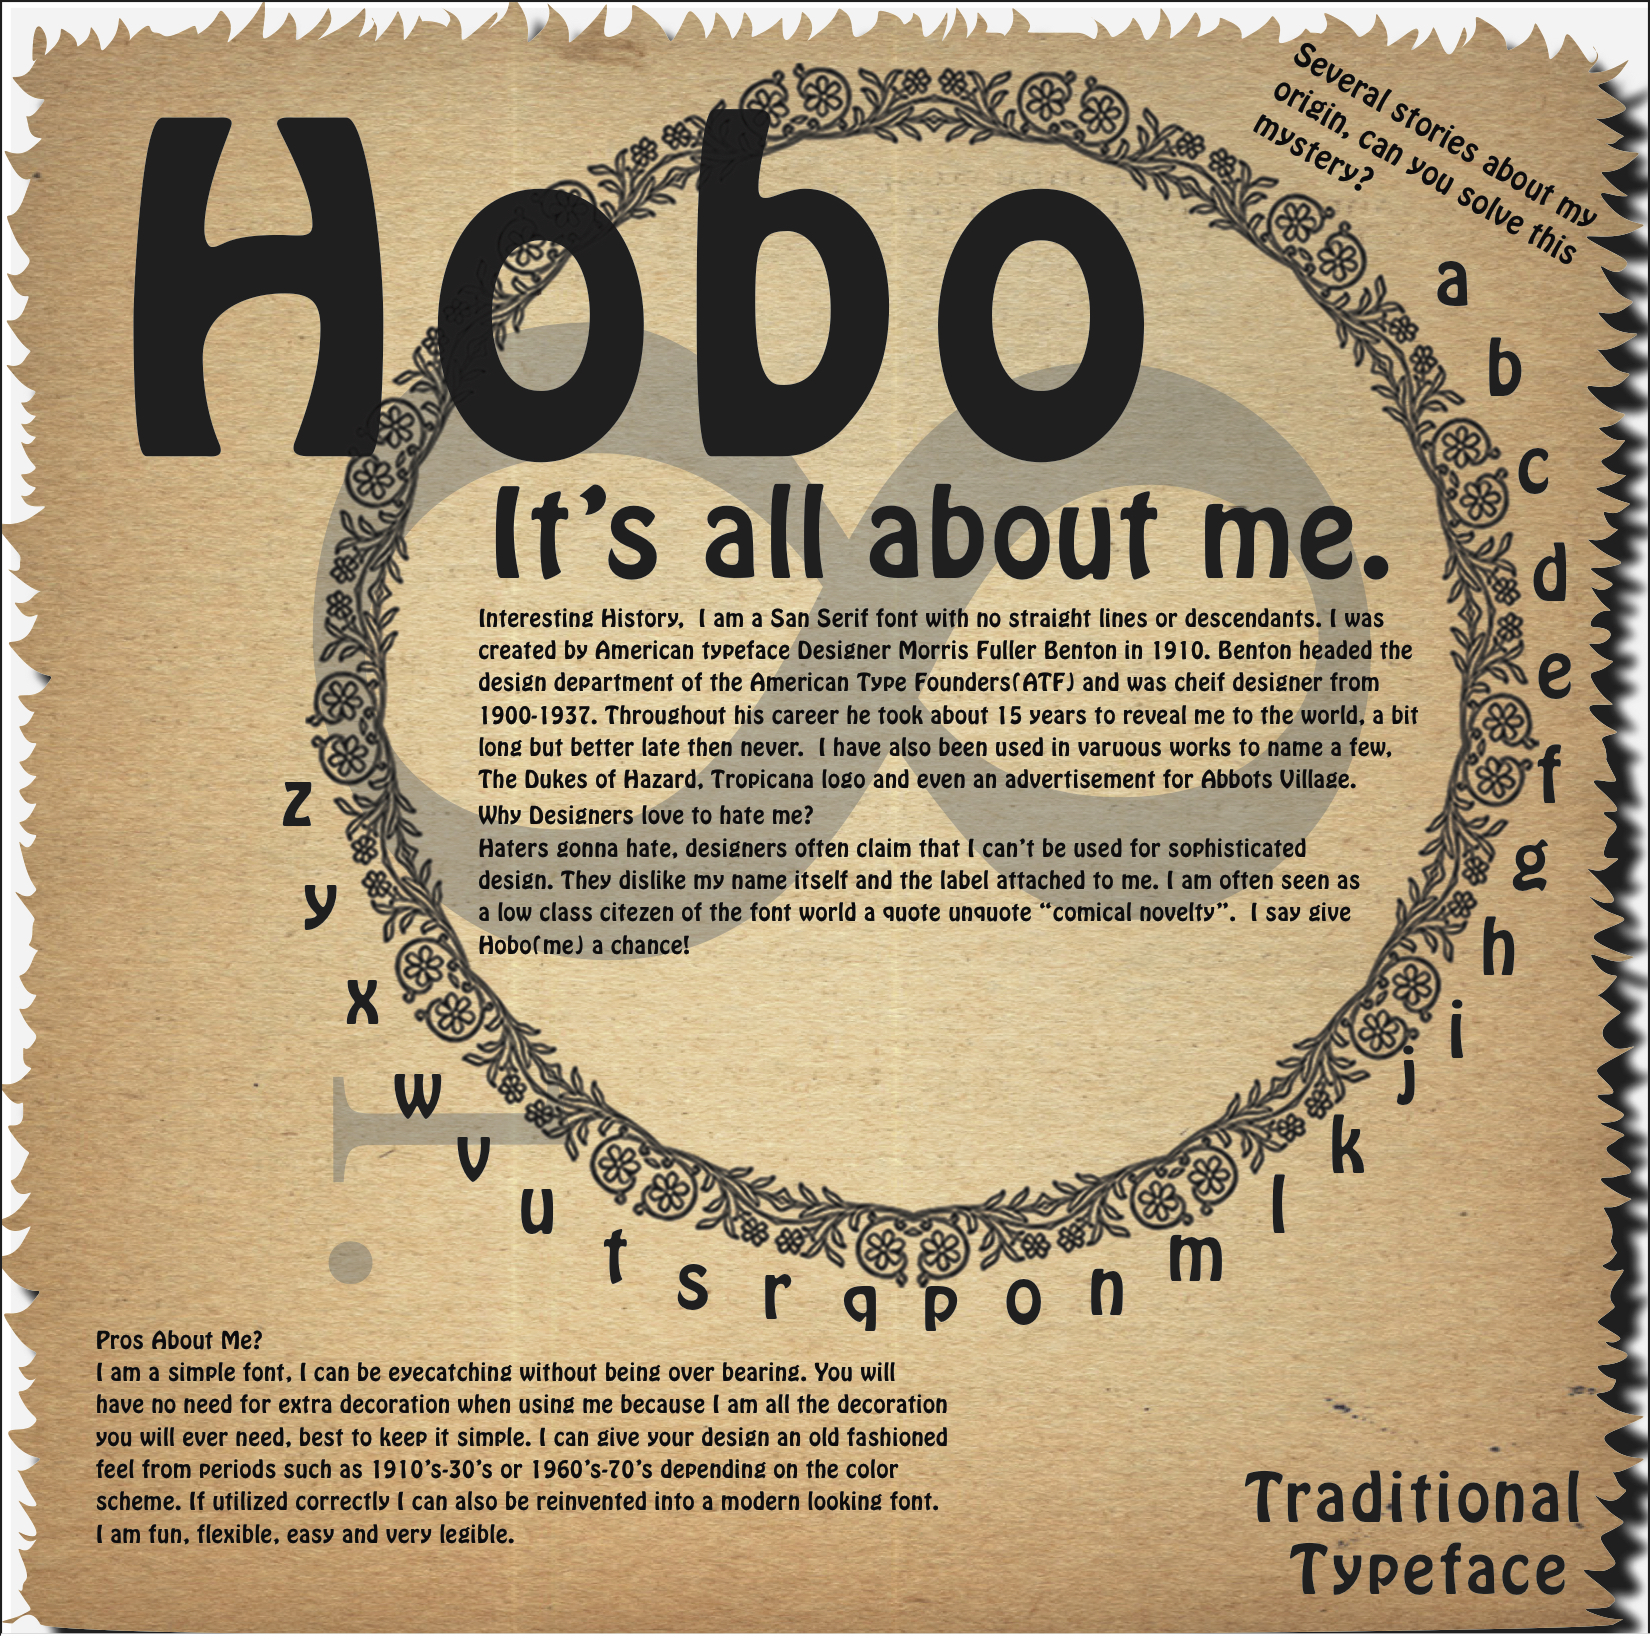 Several stories about my
origin, can you solve this
mystery?
Hobo
It's all about me.
Interesting History,  I am a San Serif font with no straight lines or descendants. I was
created by American typeface Designer Morris Fuller Benton in 1910. Benton headed the
design department of the American Type Founders(ATF) and was cheif designer from
1900-1937. Throughout his career he took about 15 years to reveal me to the world, a bit
long but better late then never.  I have also been used in varuous works to name a few,
The Dukes of Hazard, Tropicana logo and even an advertisement for Abbots Village.
Why Designers love to hate me?
Haters gonna hate, designers often claim that I can't be used for sophisticated
design. They dislike my name itself and the label attached to me. I am often seen as
a low class citezen of the font world a quote unquote “comical novelty”.  I say give
Hobo(me) a chance!
a
b
c
d
e
f
g
h
i
j
k
l
m
n
o
p
q
r
s
t
u
v
w
x
y
z
Pros About Me?
I am a simple font, I can be eyecatching without being over bearing. You will
have no need for extra decoration when using me because I am all the decoration
you will ever need, best to keep it simple. I can give your design an old fashioned
feel from periods such as 1910's-30's or 1960's-70's depending on the color
scheme. If utilized correctly I can also be reinvented into a modern looking font.
I am fun, flexible, easy and very legible.
Traditional
Typeface